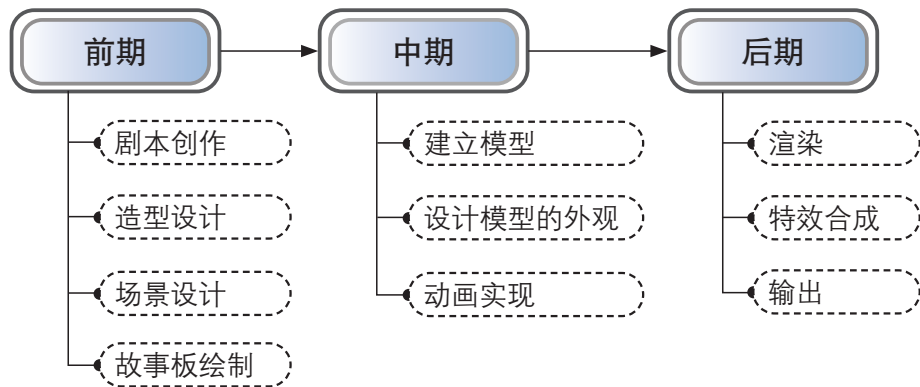 前期
中期
后期
剧本创作
造型设计
场景设计
故事板绘制
建立模型
设计模型的外观
动画实现
渲染
特效合成
输出